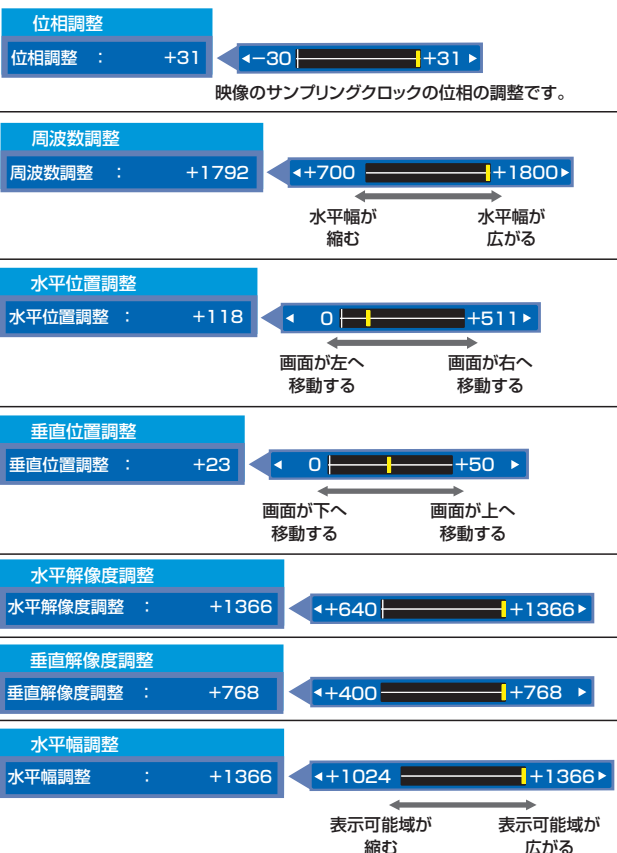 位相調整
位相調整 : +31 ◂−30 +31 ▸
映像のサンプリングクロックの位相の調整です。
周波数調整
周波数調整 : +1792 ◂+700 +1800▸
水平幅が 水平幅が
縮む 広がる
水平位置調整
水平位置調整 : +118 ◂ 0 +511▸
画面が左へ 画面が右へ
移動する 移動する
垂直位置調整
垂直位置調整 : +23 ◂ 0 +50 ▸
画面が下へ 画面が上へ
移動する 移動する
水平解像度調整
水平解像度調整 : +1366 ◂+640 +1366▸
垂直解像度調整
垂直解像度調整 : +768 ◂+400 +768 ▸
水平幅調整
水平幅調整 : +1366 ◂+1024 +1366▸
表示可能域が 表示可能域が
縮む 広がる